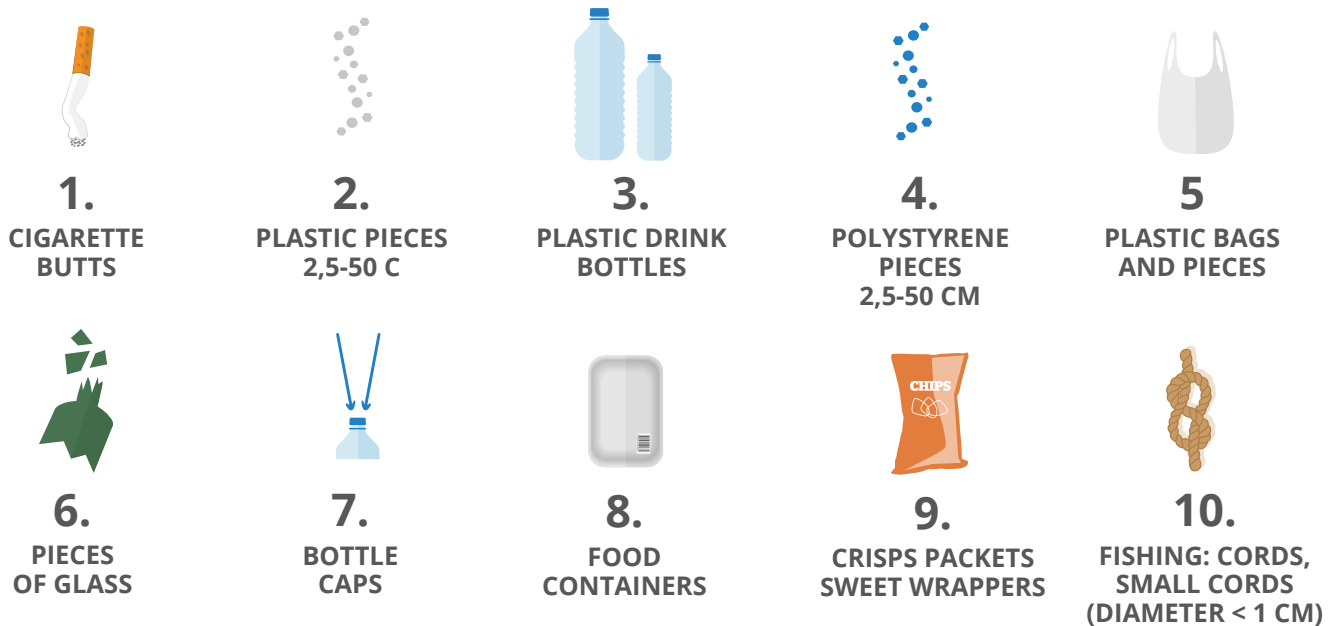 1.
CIGARETTE
BUTTS
2.
PLASTIC PIECES
2,5-50 C
3.
PLASTIC DRINK
BOTTLES
4.
POLYSTYRENE
PIECES
2,5-50 CM
5
PLASTIC BAGS
AND PIECES
6.
PIECES
OF GLASS
7.
BOTTLE
CAPS
8.
FOOD
CONTAINERS
CHIPS
9.
CRISPS PACKETS
SWEET WRAPPERS
10.
FISHING: CORDS,
SMALL CORDS
(DIAMETER < 1 CM)